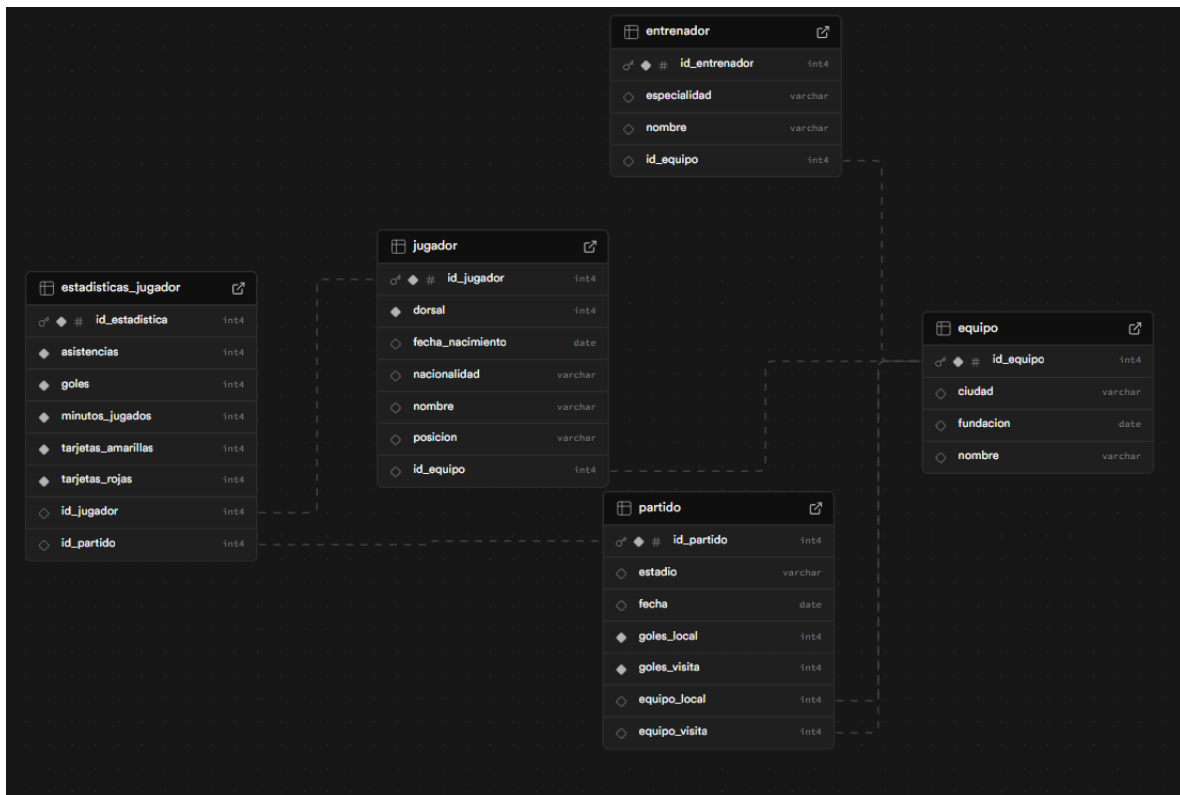 entrenador
# id_entrenador int4
especialidad varchar
nombre varchar
id_equipo int4
jugador
# id_jugador int4
dorsal int4
fecha_nacimiento date
nacionalidad varchar
nombre varchar
posicion varchar
id_equipo int4
estadisticas_jugador
# id_estadistica int4
asistencias int4
goles int4
minutos_jugados int4
tarjetas_amarillas int4
tarjetas_rojas int4
id_jugador int4
id_partido int4
equipo
# id_equipo int4
ciudad varchar
fundacion date
nombre varchar
partido
# id_partido int4
estadio varchar
fecha date
goles_local int4
goles_visita int4
equipo_local int4
equipo_visita int4